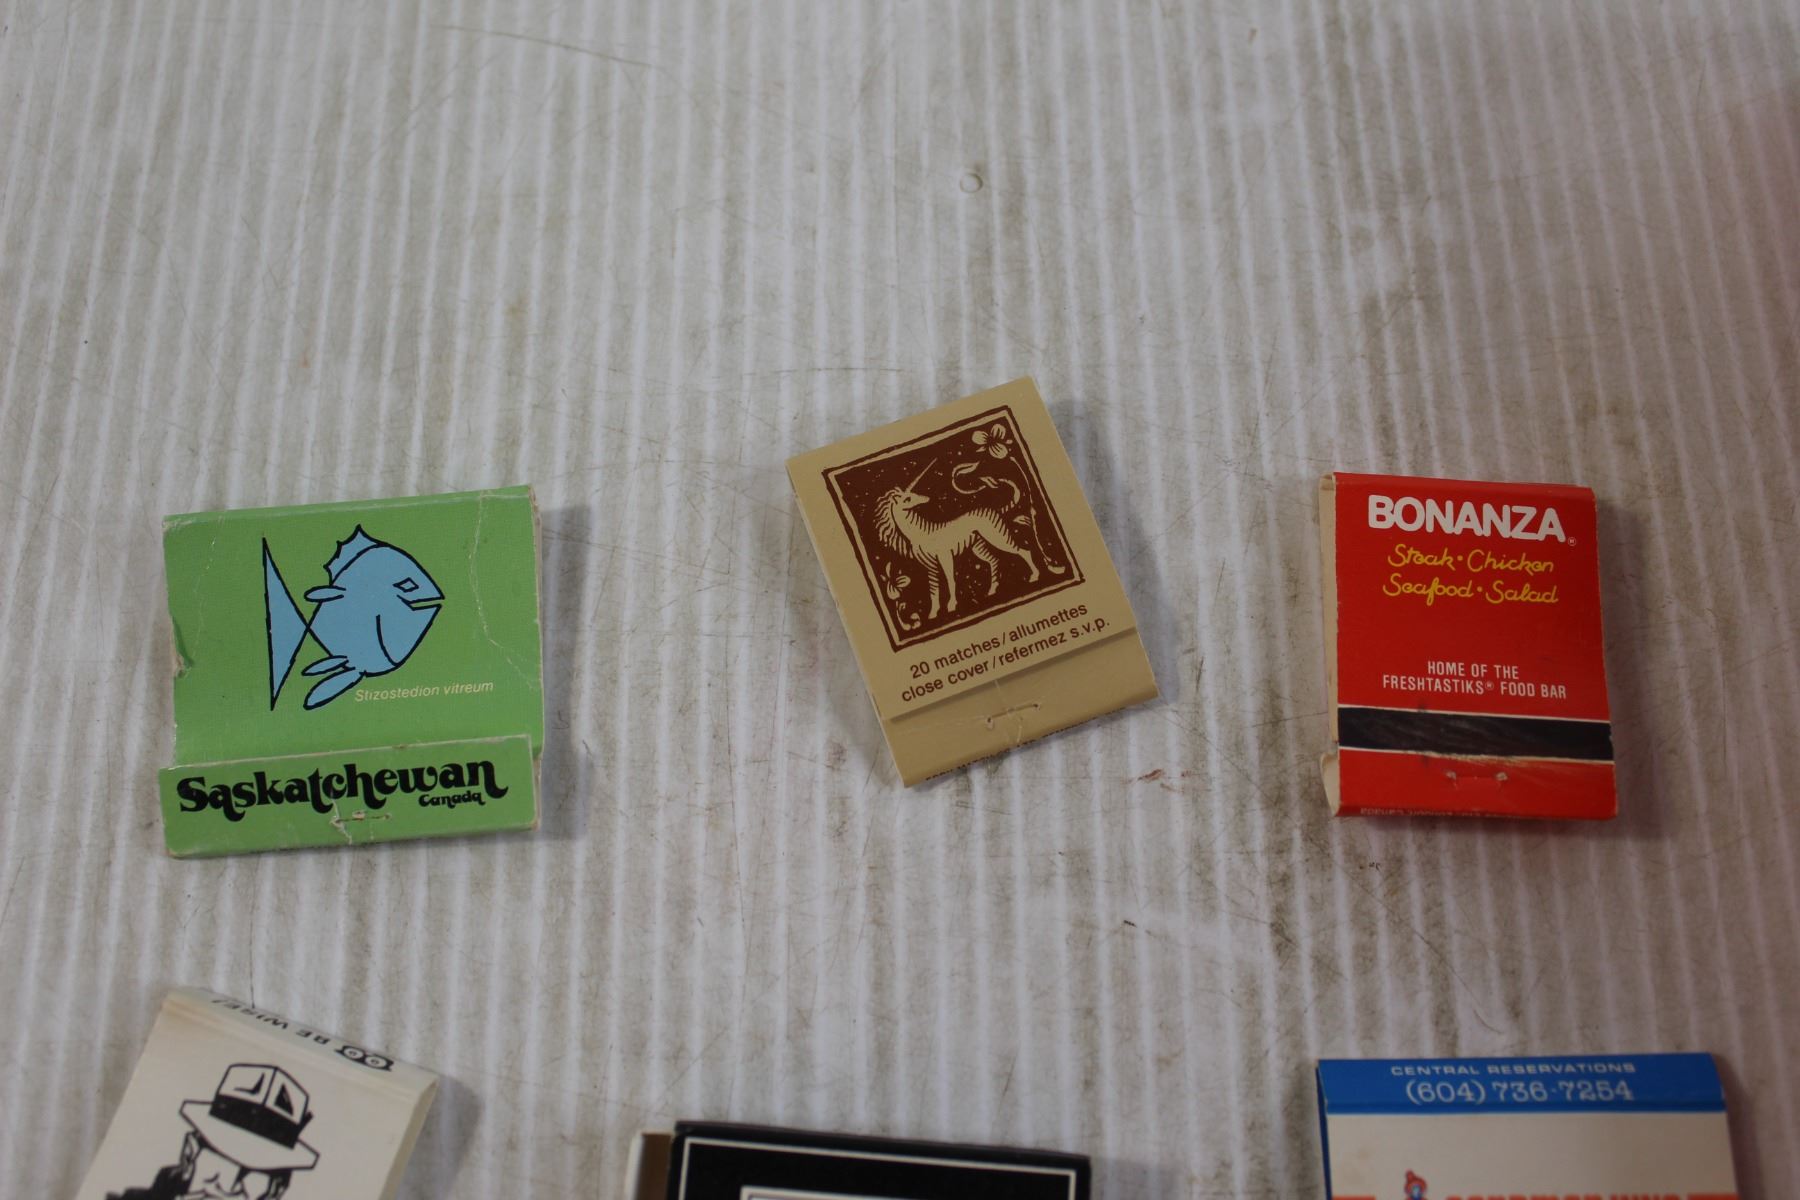 Stizostedion vitreum
Saskatchewan
Canada
20 matches/allumettes
close cover/refermez s.v.p.
BONANZA®
Steak • Chicken
Seafood • Salad
HOME OF THE
FRESHTASTIKS® FOOD BAR
BE WISE!
CENTRAL RESERVATIONS
(604) 736-7254